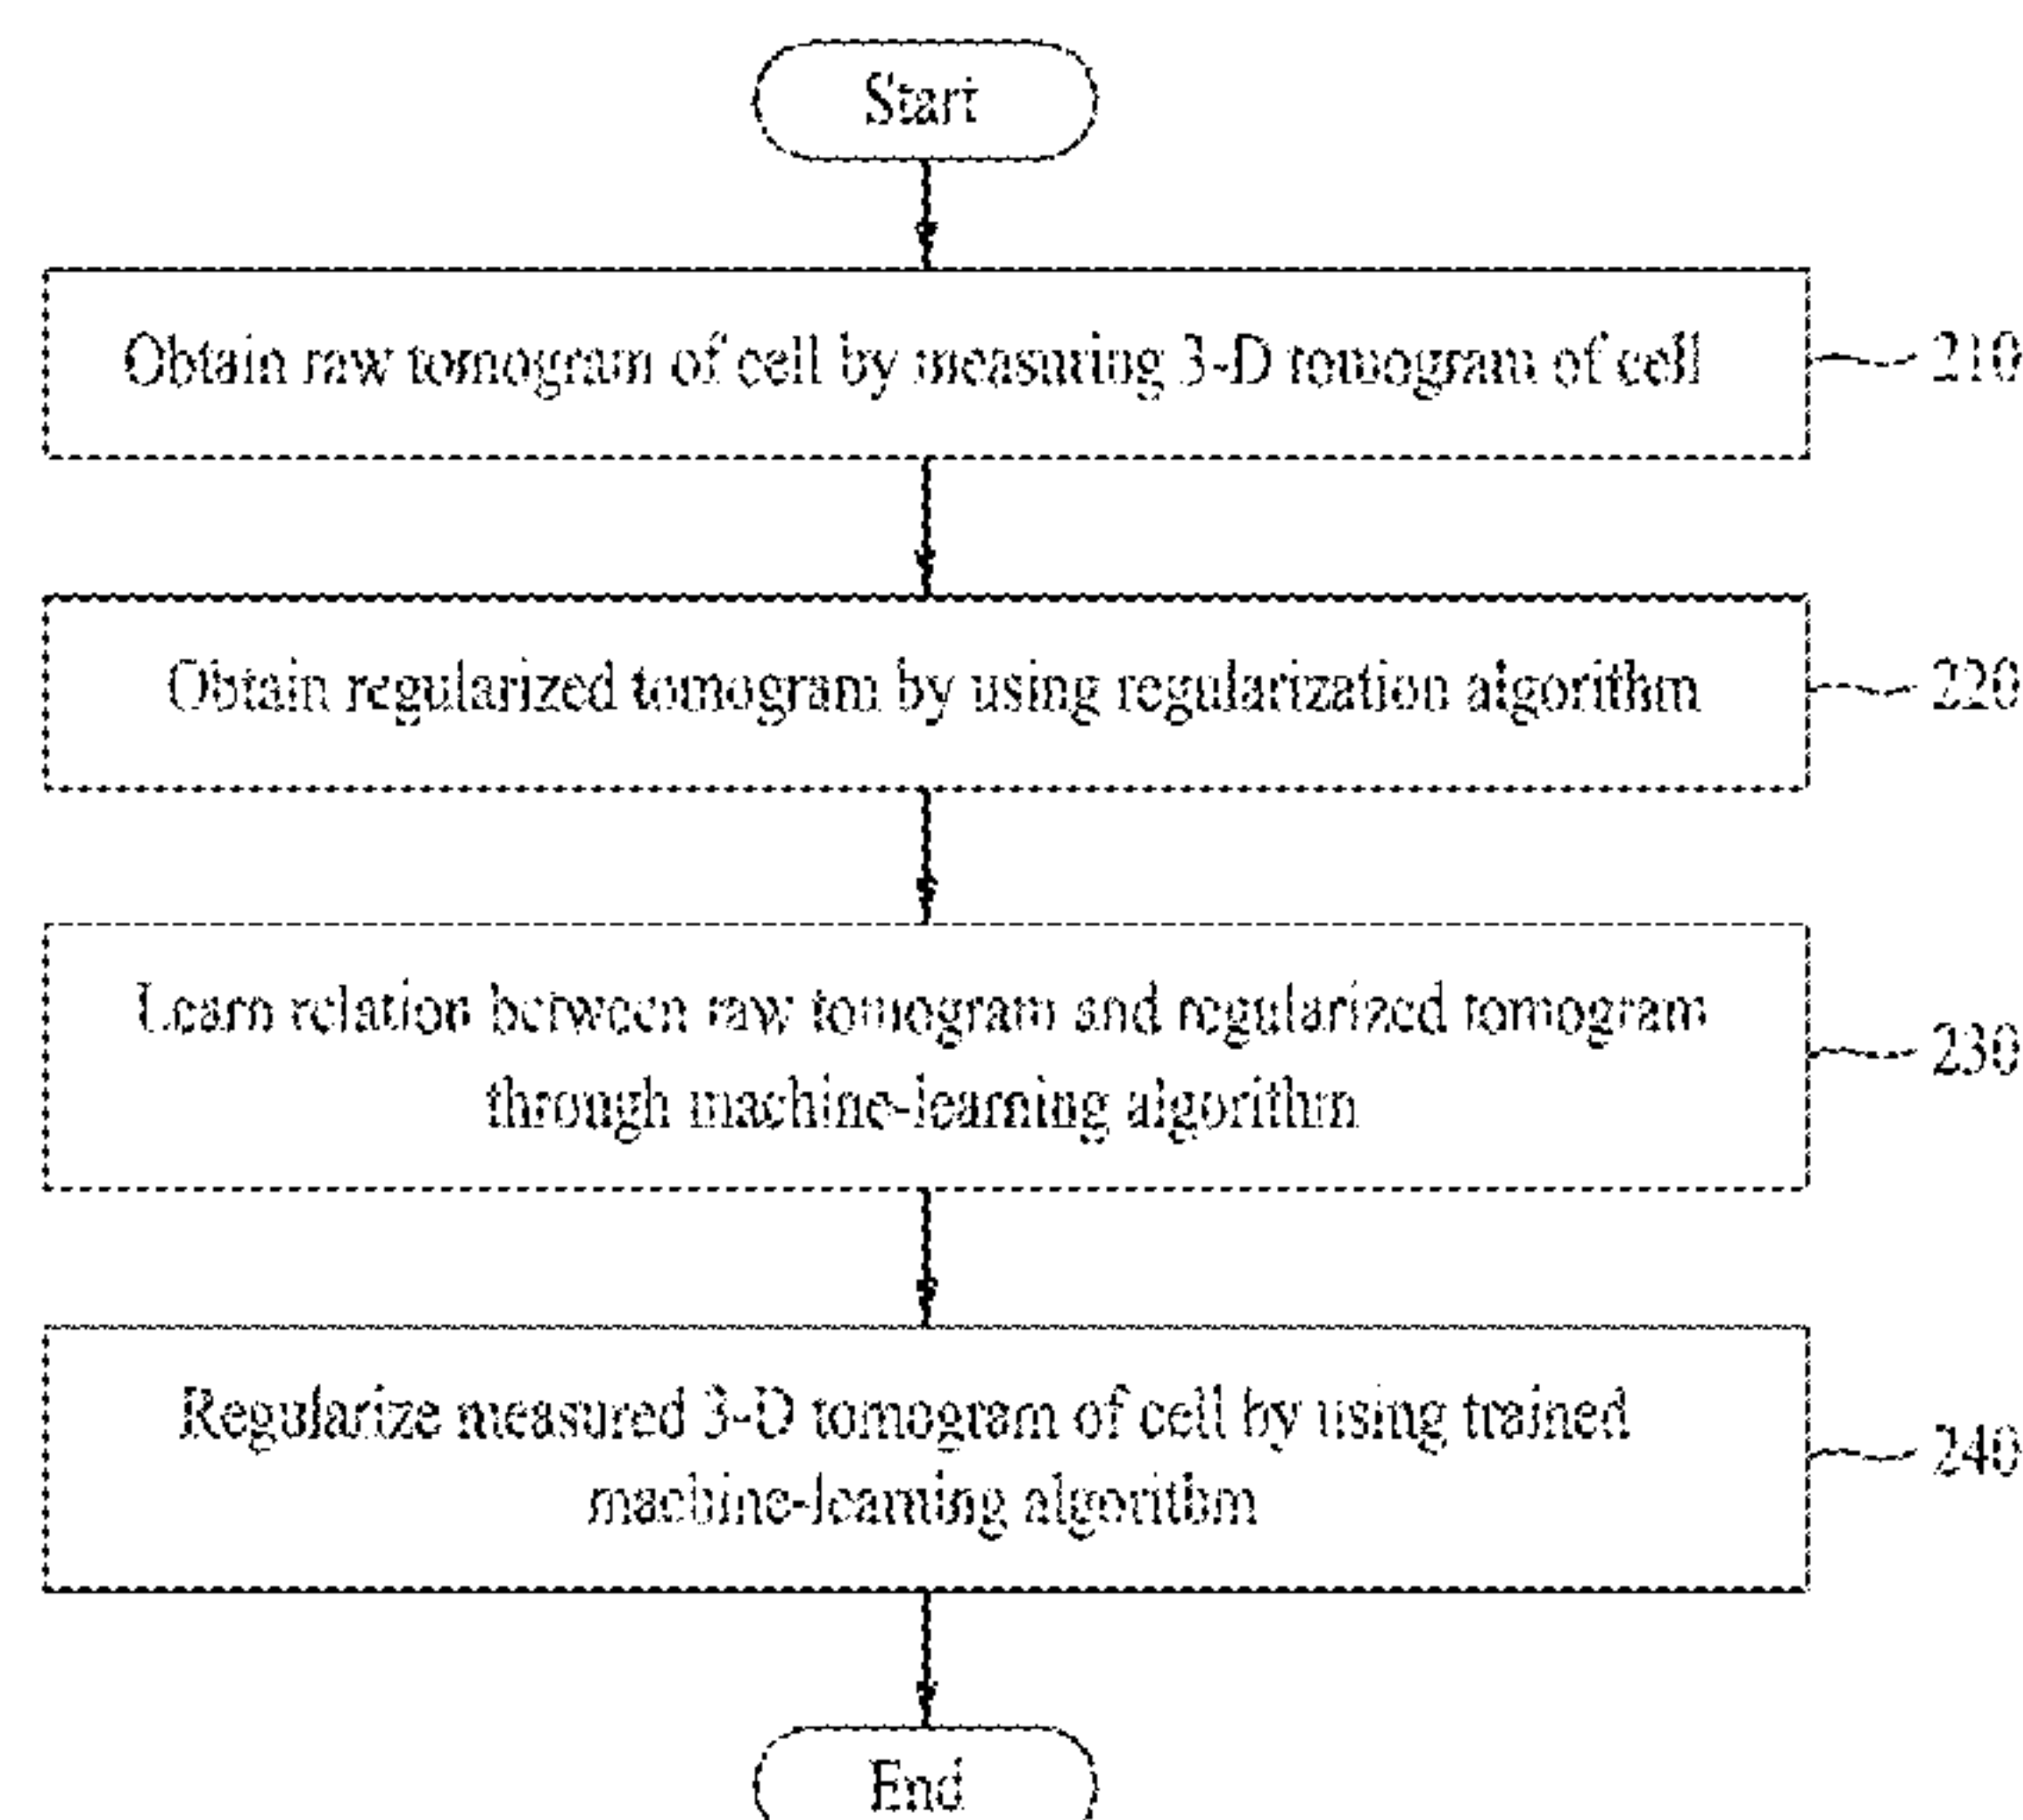 Start
Obtain raw tomogram of cell by measuring 3-D tomogram of cell
210
Obtain regularized tomogram by using regularization algorithm
220
Learn relation between raw tomogram and regularized tomogram
through machine-learning algorithm
230
Regularize measured 3-D tomogram of cell by using trained
machine-learning algorithm
240
End